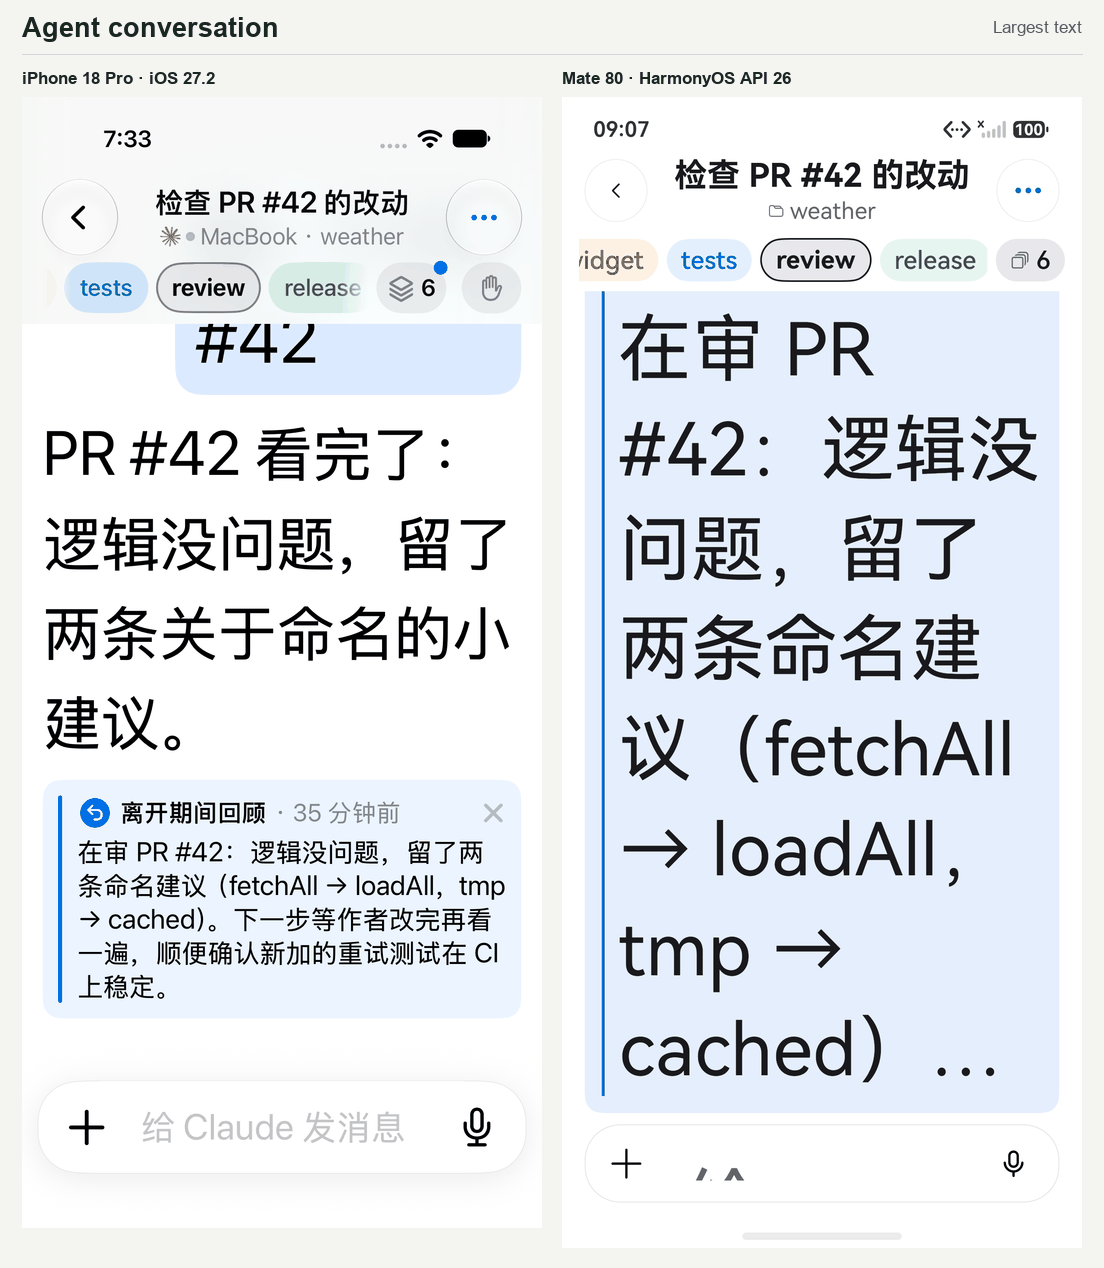 Agent conversation
Largest text
iPhone 18 Pro · iOS 27.2
7:33
检查 PR #42 的改动
MacBook · weather
tests
review
release
6
#42
PR #42 看完了：
逻辑没问题，留了
两条关于命名的小
建议。
离开期间回顾 · 35 分钟前
在审 PR #42：逻辑没问题，留了两
条命名建议（fetchAll → loadAll，tmp
→ cached）。下一步等作者改完再看
一遍，顺便确认新加的重试测试在 CI
上稳定。
给 Claude 发消息
Mate 80 · HarmonyOS API 26
09:07
100
检查 PR #42 的改动
weather
idget
tests
review
release
6
在审 PR
#42：逻辑没
问题，留了
两条命名建
议（fetchAll
→ loadAll，
tmp →
cached）…